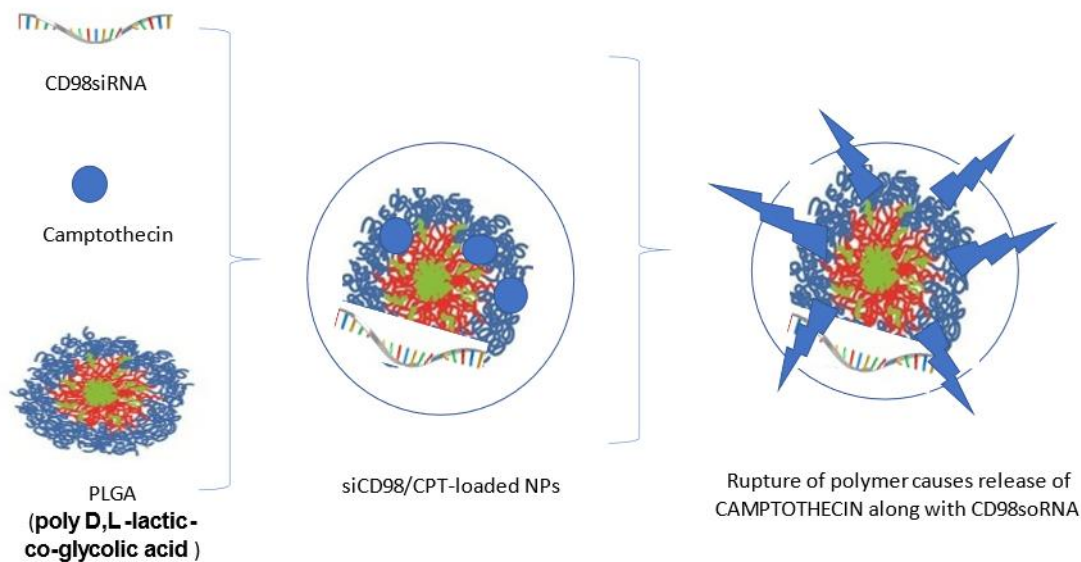 CD98siRNA
Camptothecin
PLGA
(poly D,L-lactic-
co-glycolic acid )
siCD98/CPT-loaded NPs
Rupture of polymer causes release of
CAMPTOTHECIN along with CD98soRNA